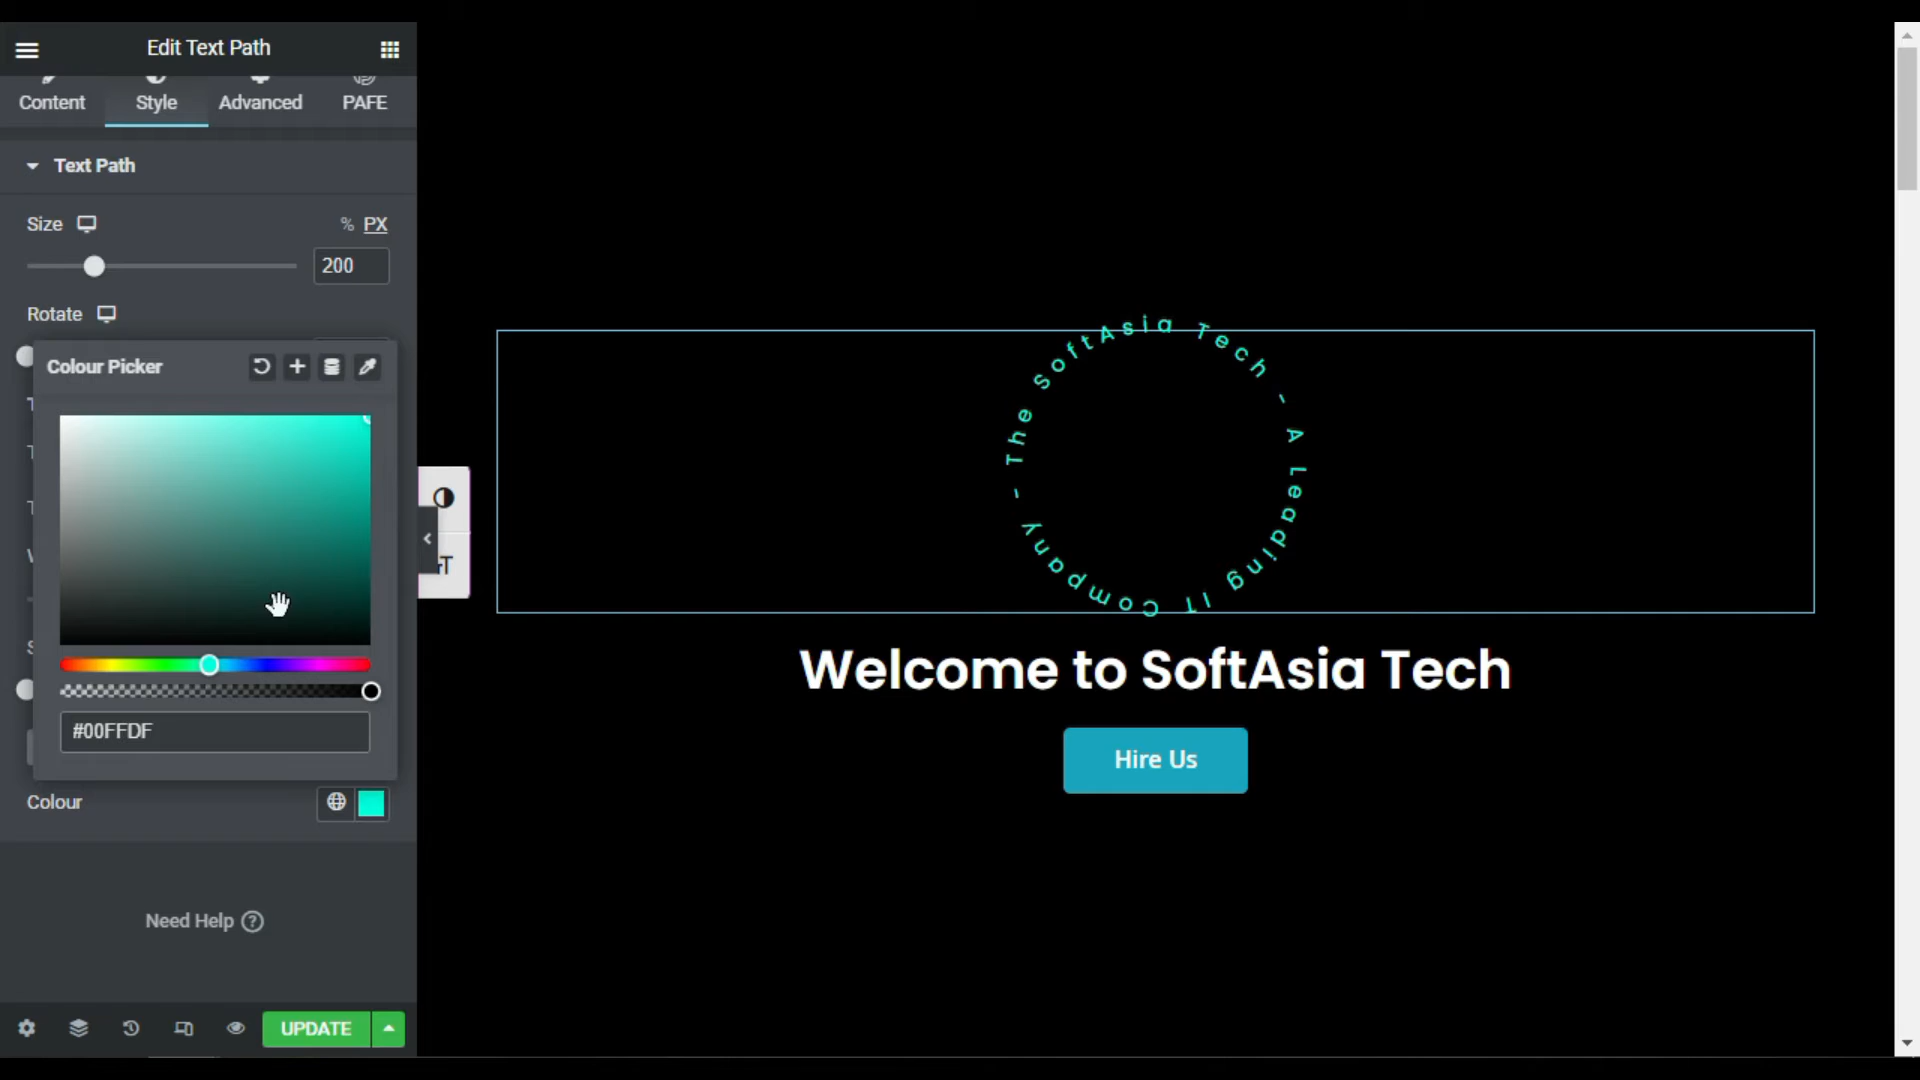 Edit Text Path
Content Style Advanced PAFE
Text Path
Size % PX
200
Rotate
Colour Picker
#00FFDF
Colour
Need Help
UPDATE
The SoftAsia Tech - A Leading IT Company -
Welcome to SoftAsia Tech
Hire Us